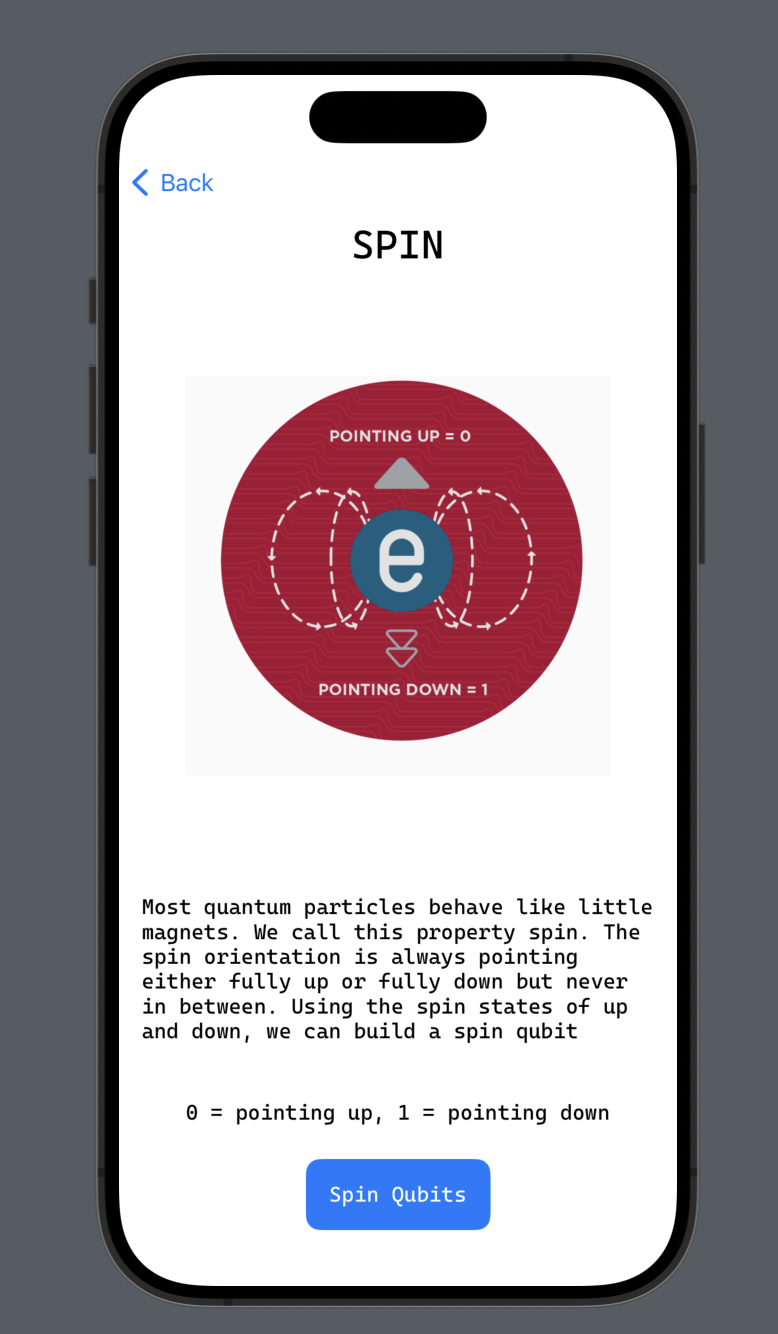 Back
SPIN
POINTING UP = 0
e
POINTING DOWN = 1
Most quantum particles behave like little
magnets. We call this property spin. The
spin orientation is always pointing
either fully up or fully down but never
in between. Using the spin states of up
and down, we can build a spin qubit
0 = pointing up, 1 = pointing down
Spin Qubits